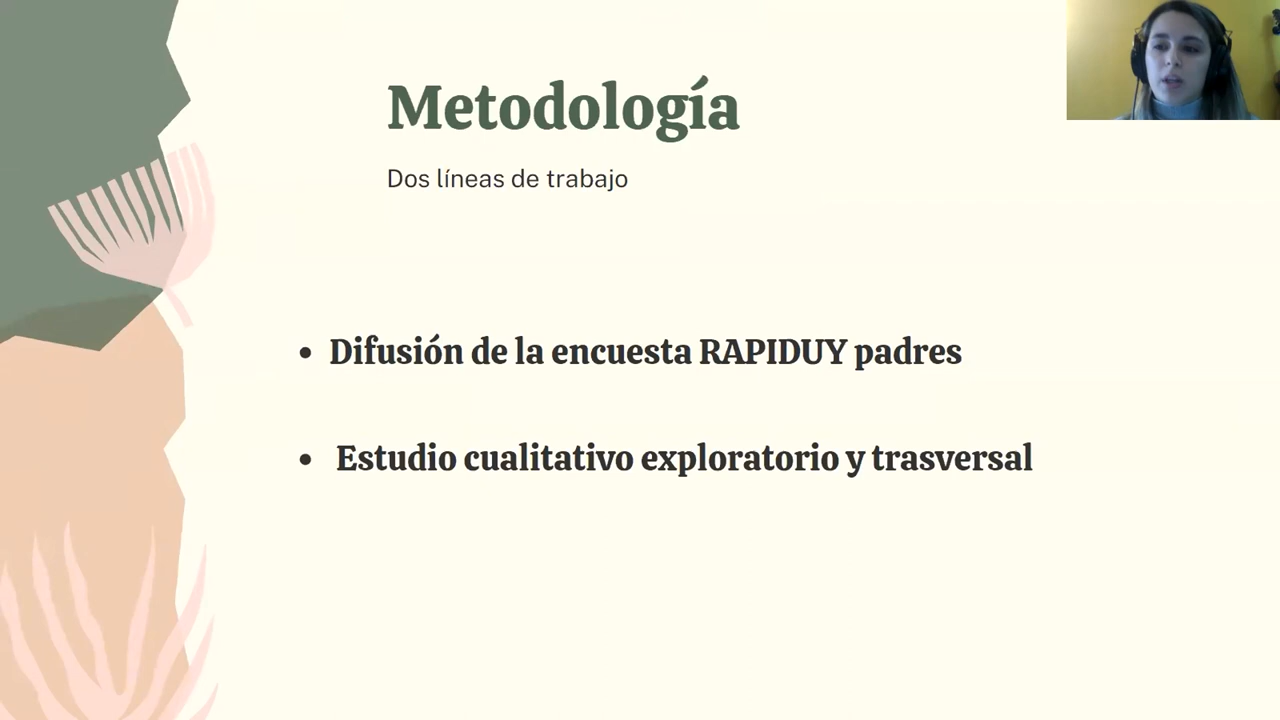 Metodología
Dos líneas de trabajo
• Difusión de la encuesta RAPIDUY padres
• Estudio cualitativo exploratorio y trasversal